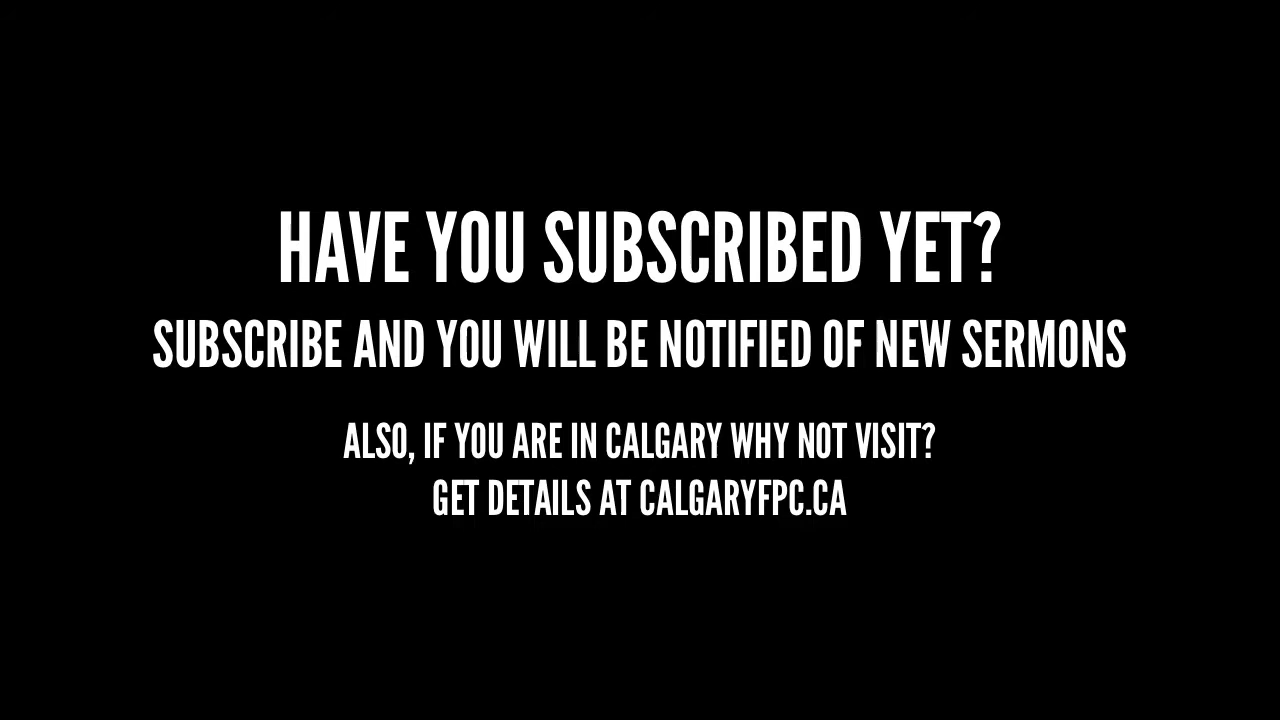 HAVE YOU SUBSCRIBED YET?
SUBSCRIBE AND YOU WILL BE NOTIFIED OF NEW SERMONS
ALSO, IF YOU ARE IN CALGARY WHY NOT VISIT?
GET DETAILS AT CALGARYFPC.CA